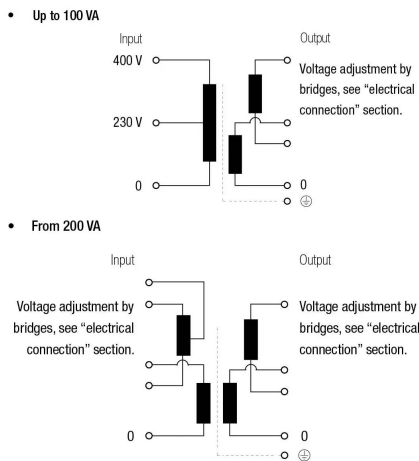 • Up to 100 VA
Input
Output
400 V
Voltage adjustment by
bridges, see “electrical
connection” section.
230 V
0
0
• From 200 VA
Input
Output
Voltage adjustment by
bridges, see “electrical
connection” section.
Voltage adjustment by
bridges, see “electrical
connection” section.
0
0